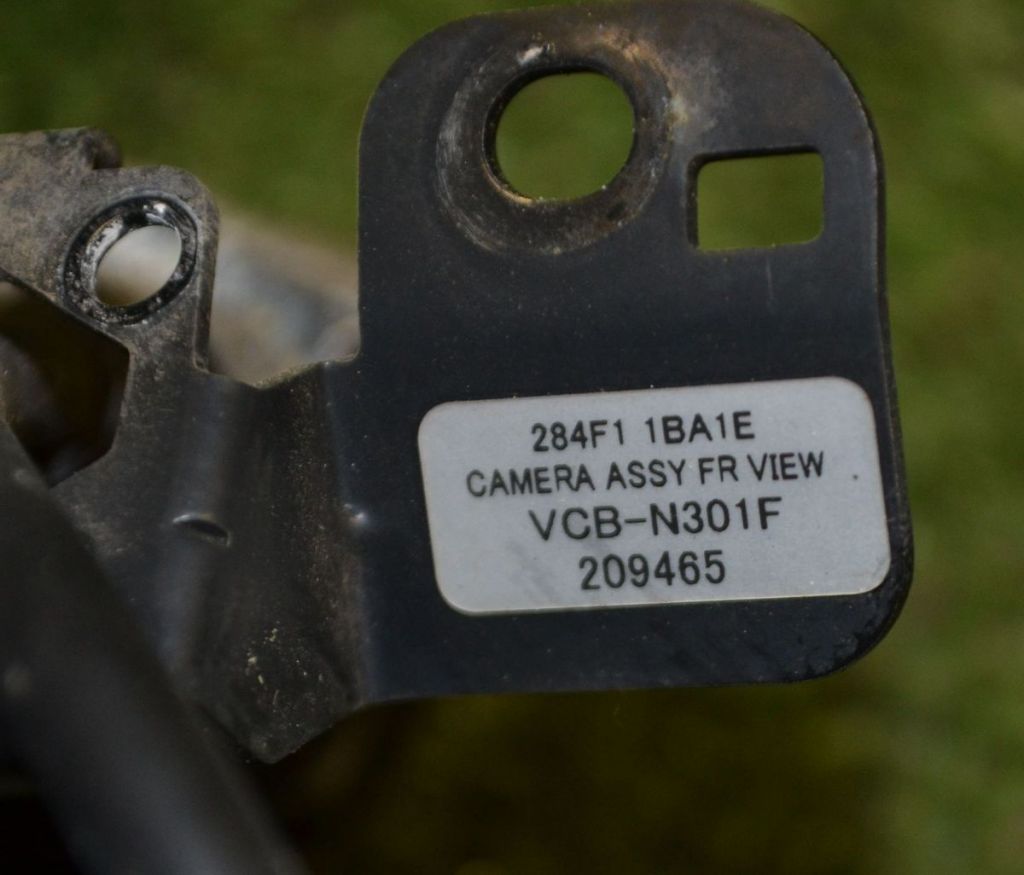 284F1 1BA1E
CAMERA ASSY FR VIEW
VCB-N301F
209465